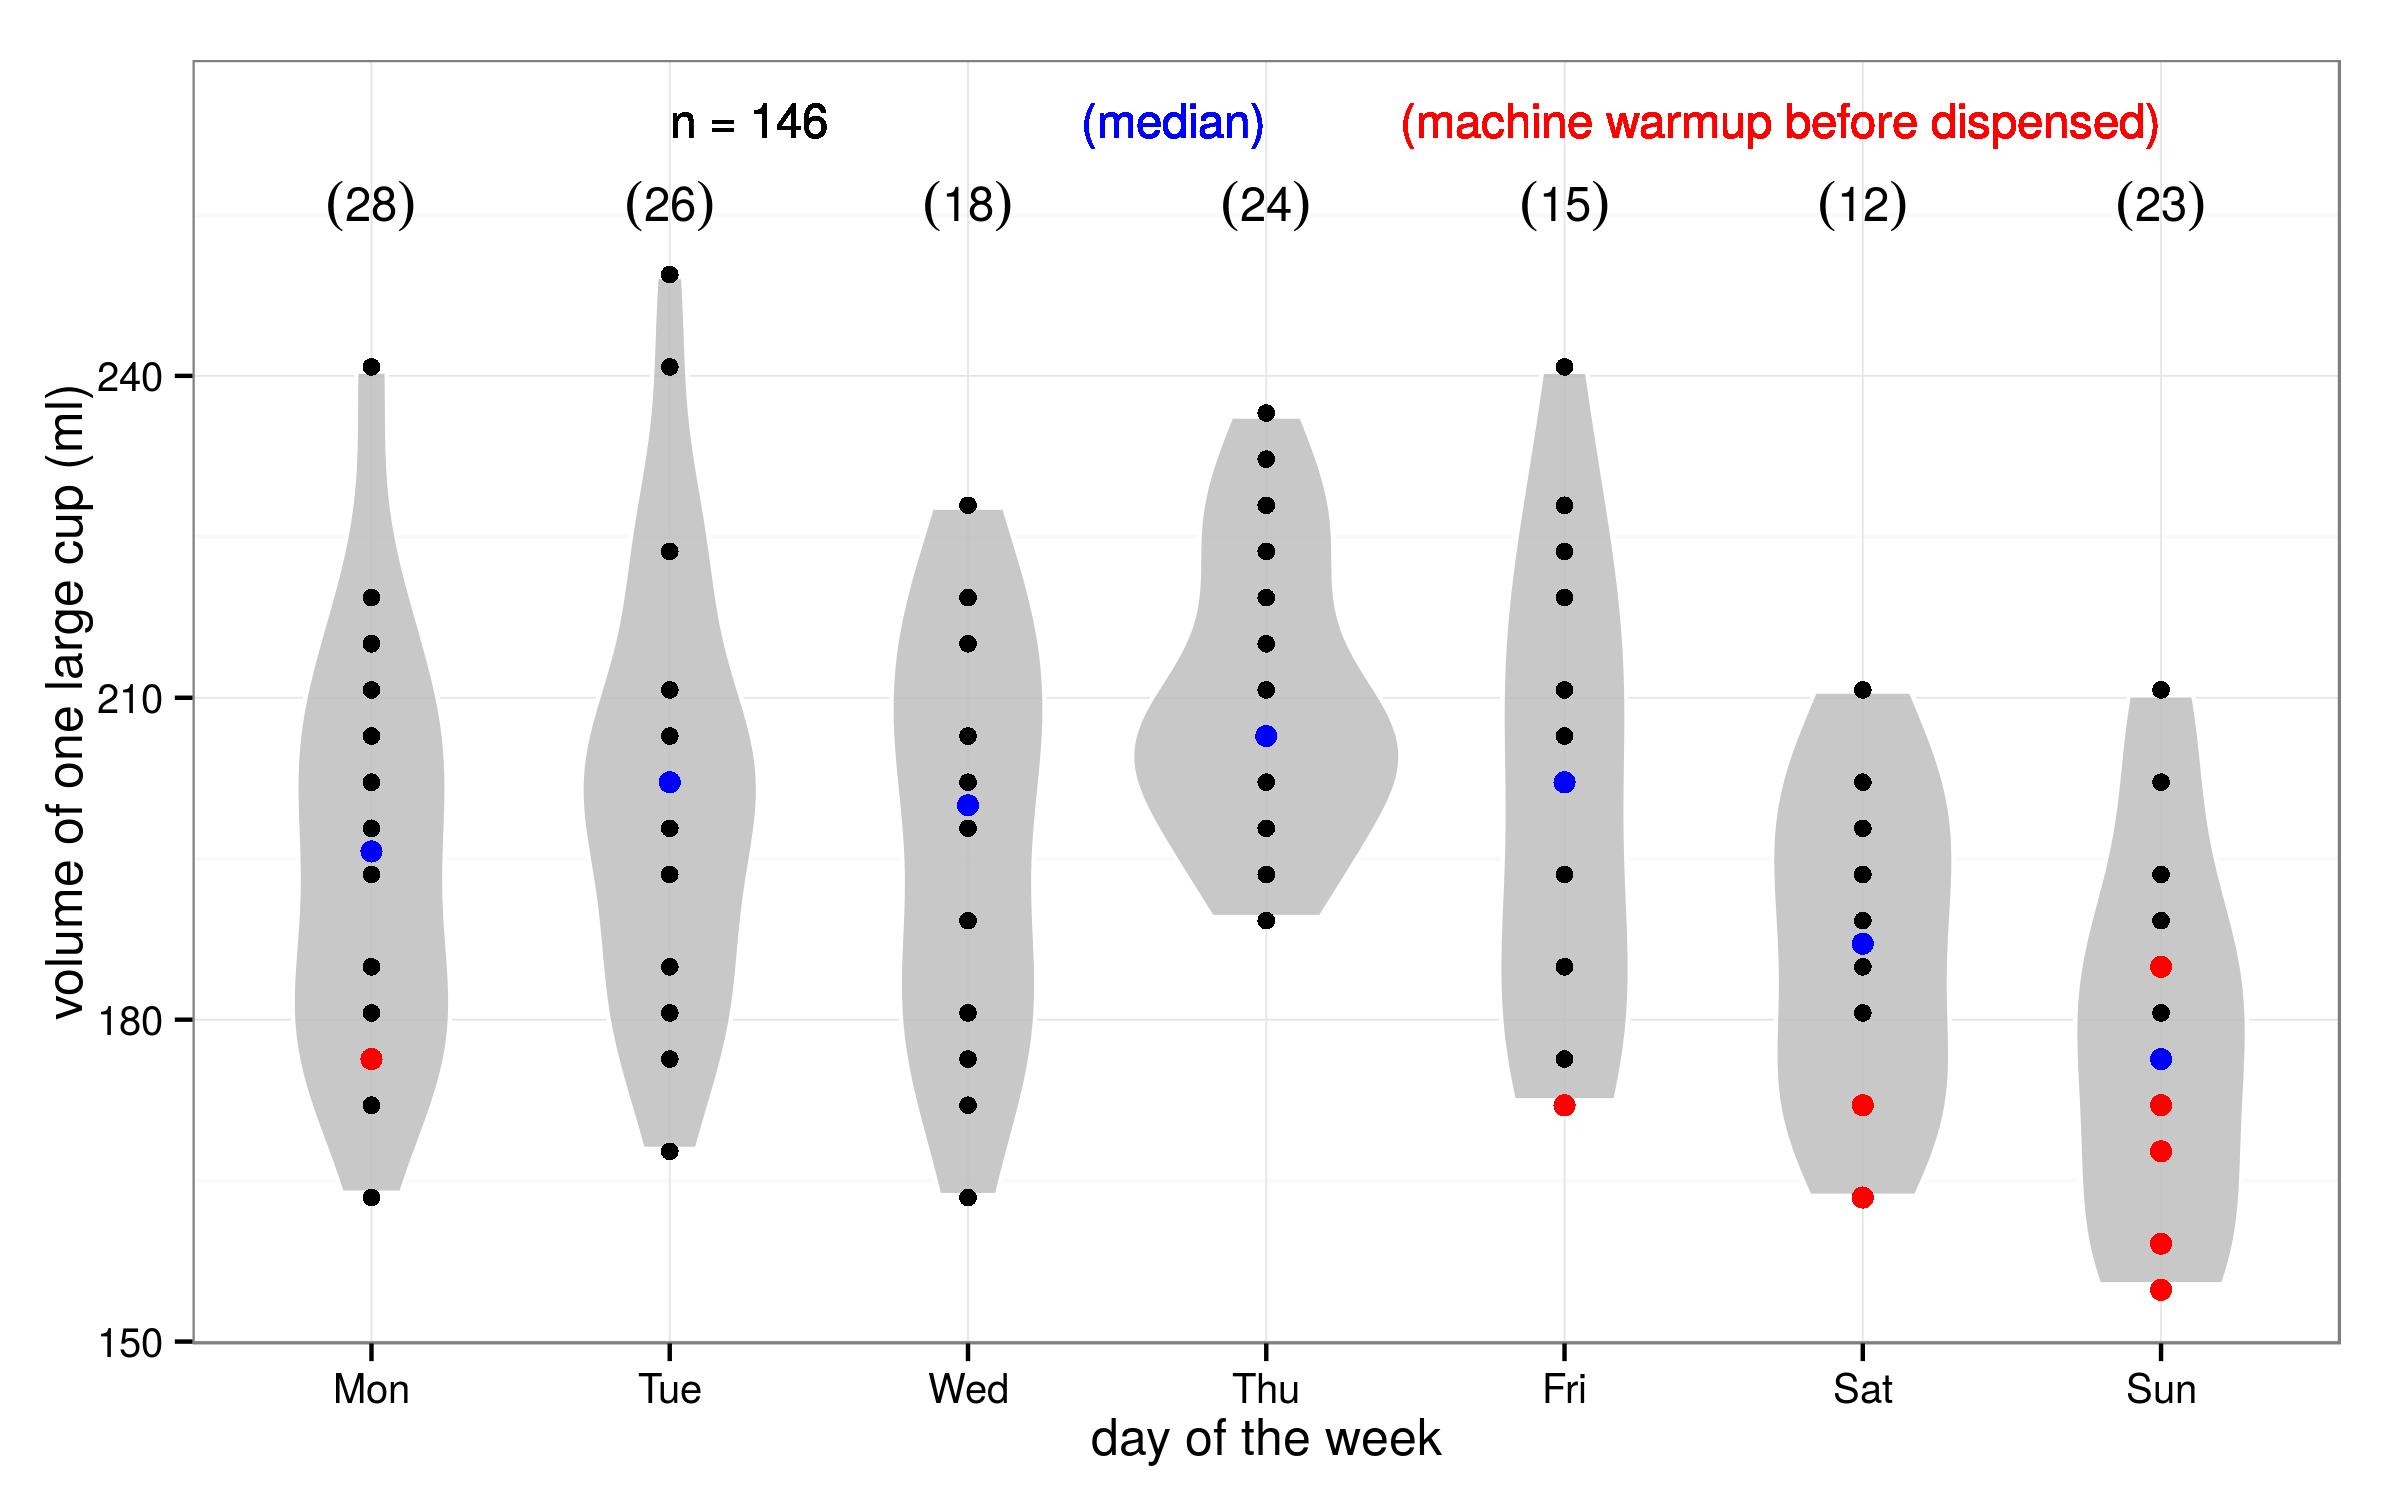 n = 146 (median) (machine warmup before dispensed)
(28) (26) (18) (24) (15) (12) (23)
volume of one large cup (ml)
240
210
180
150
Mon Tue Wed Thu Fri Sat Sun
day of the week